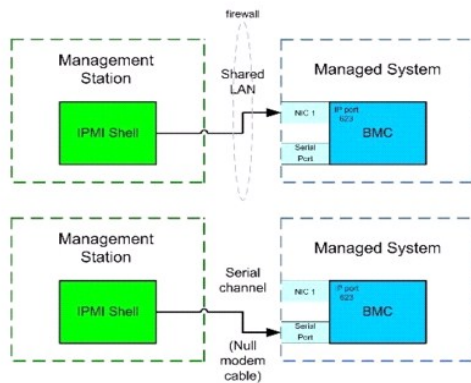 firewall
Management
Station
Shared
LAN
Managed System
IPMI Shell
NIC 1
IP port
623
BMC
Serial
Port
Management
Station
Serial
channel
Managed System
IPMI Shell
NIC 1
IP port
623
BMC
Serial
Port
(Null
modem
cable)